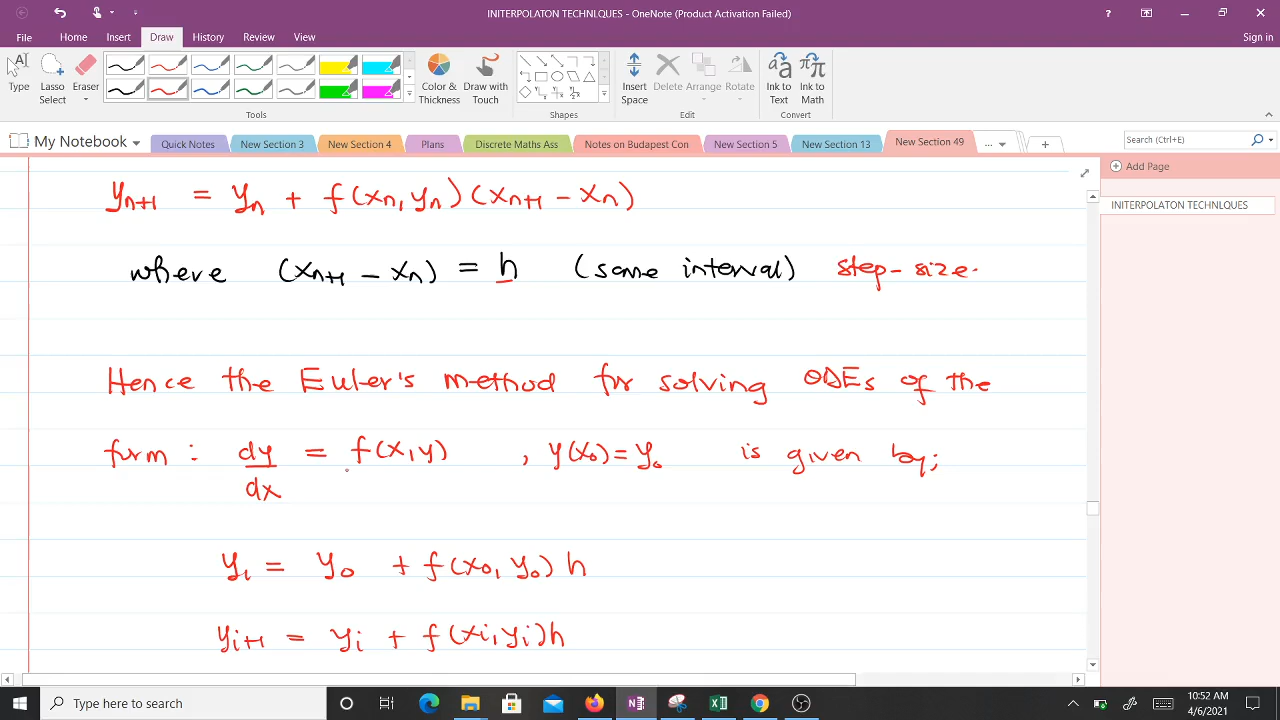 INITERPOLATON TECHNLQUES - OneNote (Product Activation Failed)
File Home Insert Draw History Review View
Sign in
Type
Lasso Select
Eraser
Color & Thickness
Draw with Touch
Insert Space
Delete
Arrange
Rotate
Ink to Text
Ink to Math
Tools
Shapes
Edit
Convert
My Notebook
Quick Notes
New Section 3
New Section 4
Plans
Discrete Maths Ass
Notes on Budapest Con
New Section 5
New Section 13
New Section 49
...
Search (Ctrl+E)
Add Page
INITERPOLATON TECHNLQUES
yₙ₊₁ = yₙ + f(xₙ, yₙ)(xₙ₊₁ - xₙ)
where (xₙ₊₁ - xₙ) = h (same interval) step-size.
Hence the Euler's method for solving ODEs of the
form : dy/dx = f(x,y) , y(x₀) = y₀ is given by;
y₁ = y₀ + f(x₀, y₀) h
yᵢ₊₁ = yᵢ + f(xᵢ, yᵢ)h
Type here to search
10:52 AM
4/6/2021